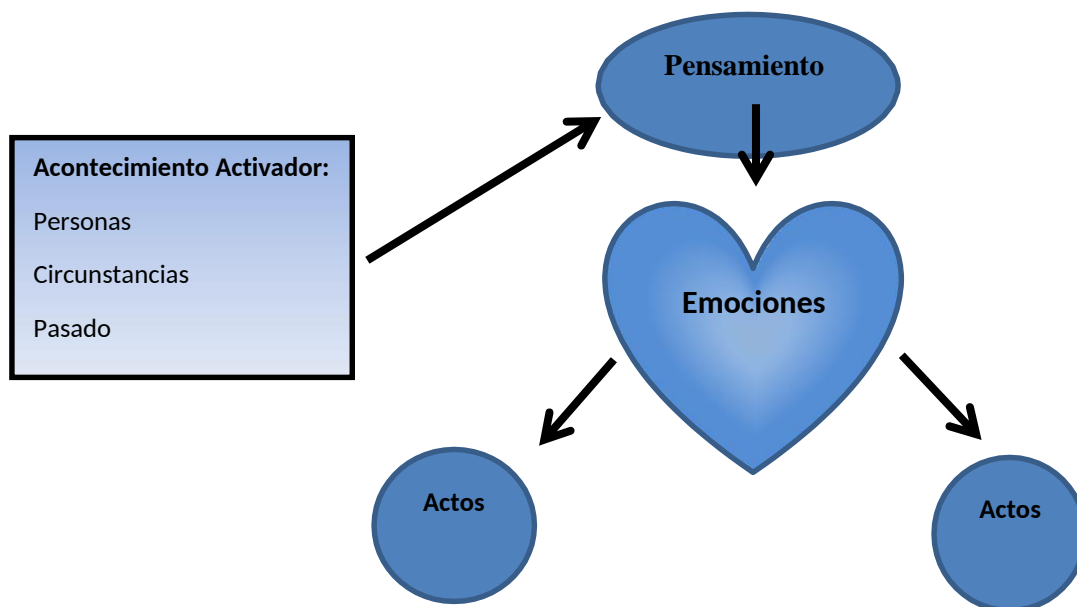 Pensamiento
Acontecimiento Activador:
Personas
Circunstancias
Pasado
Emociones
Actos
Actos